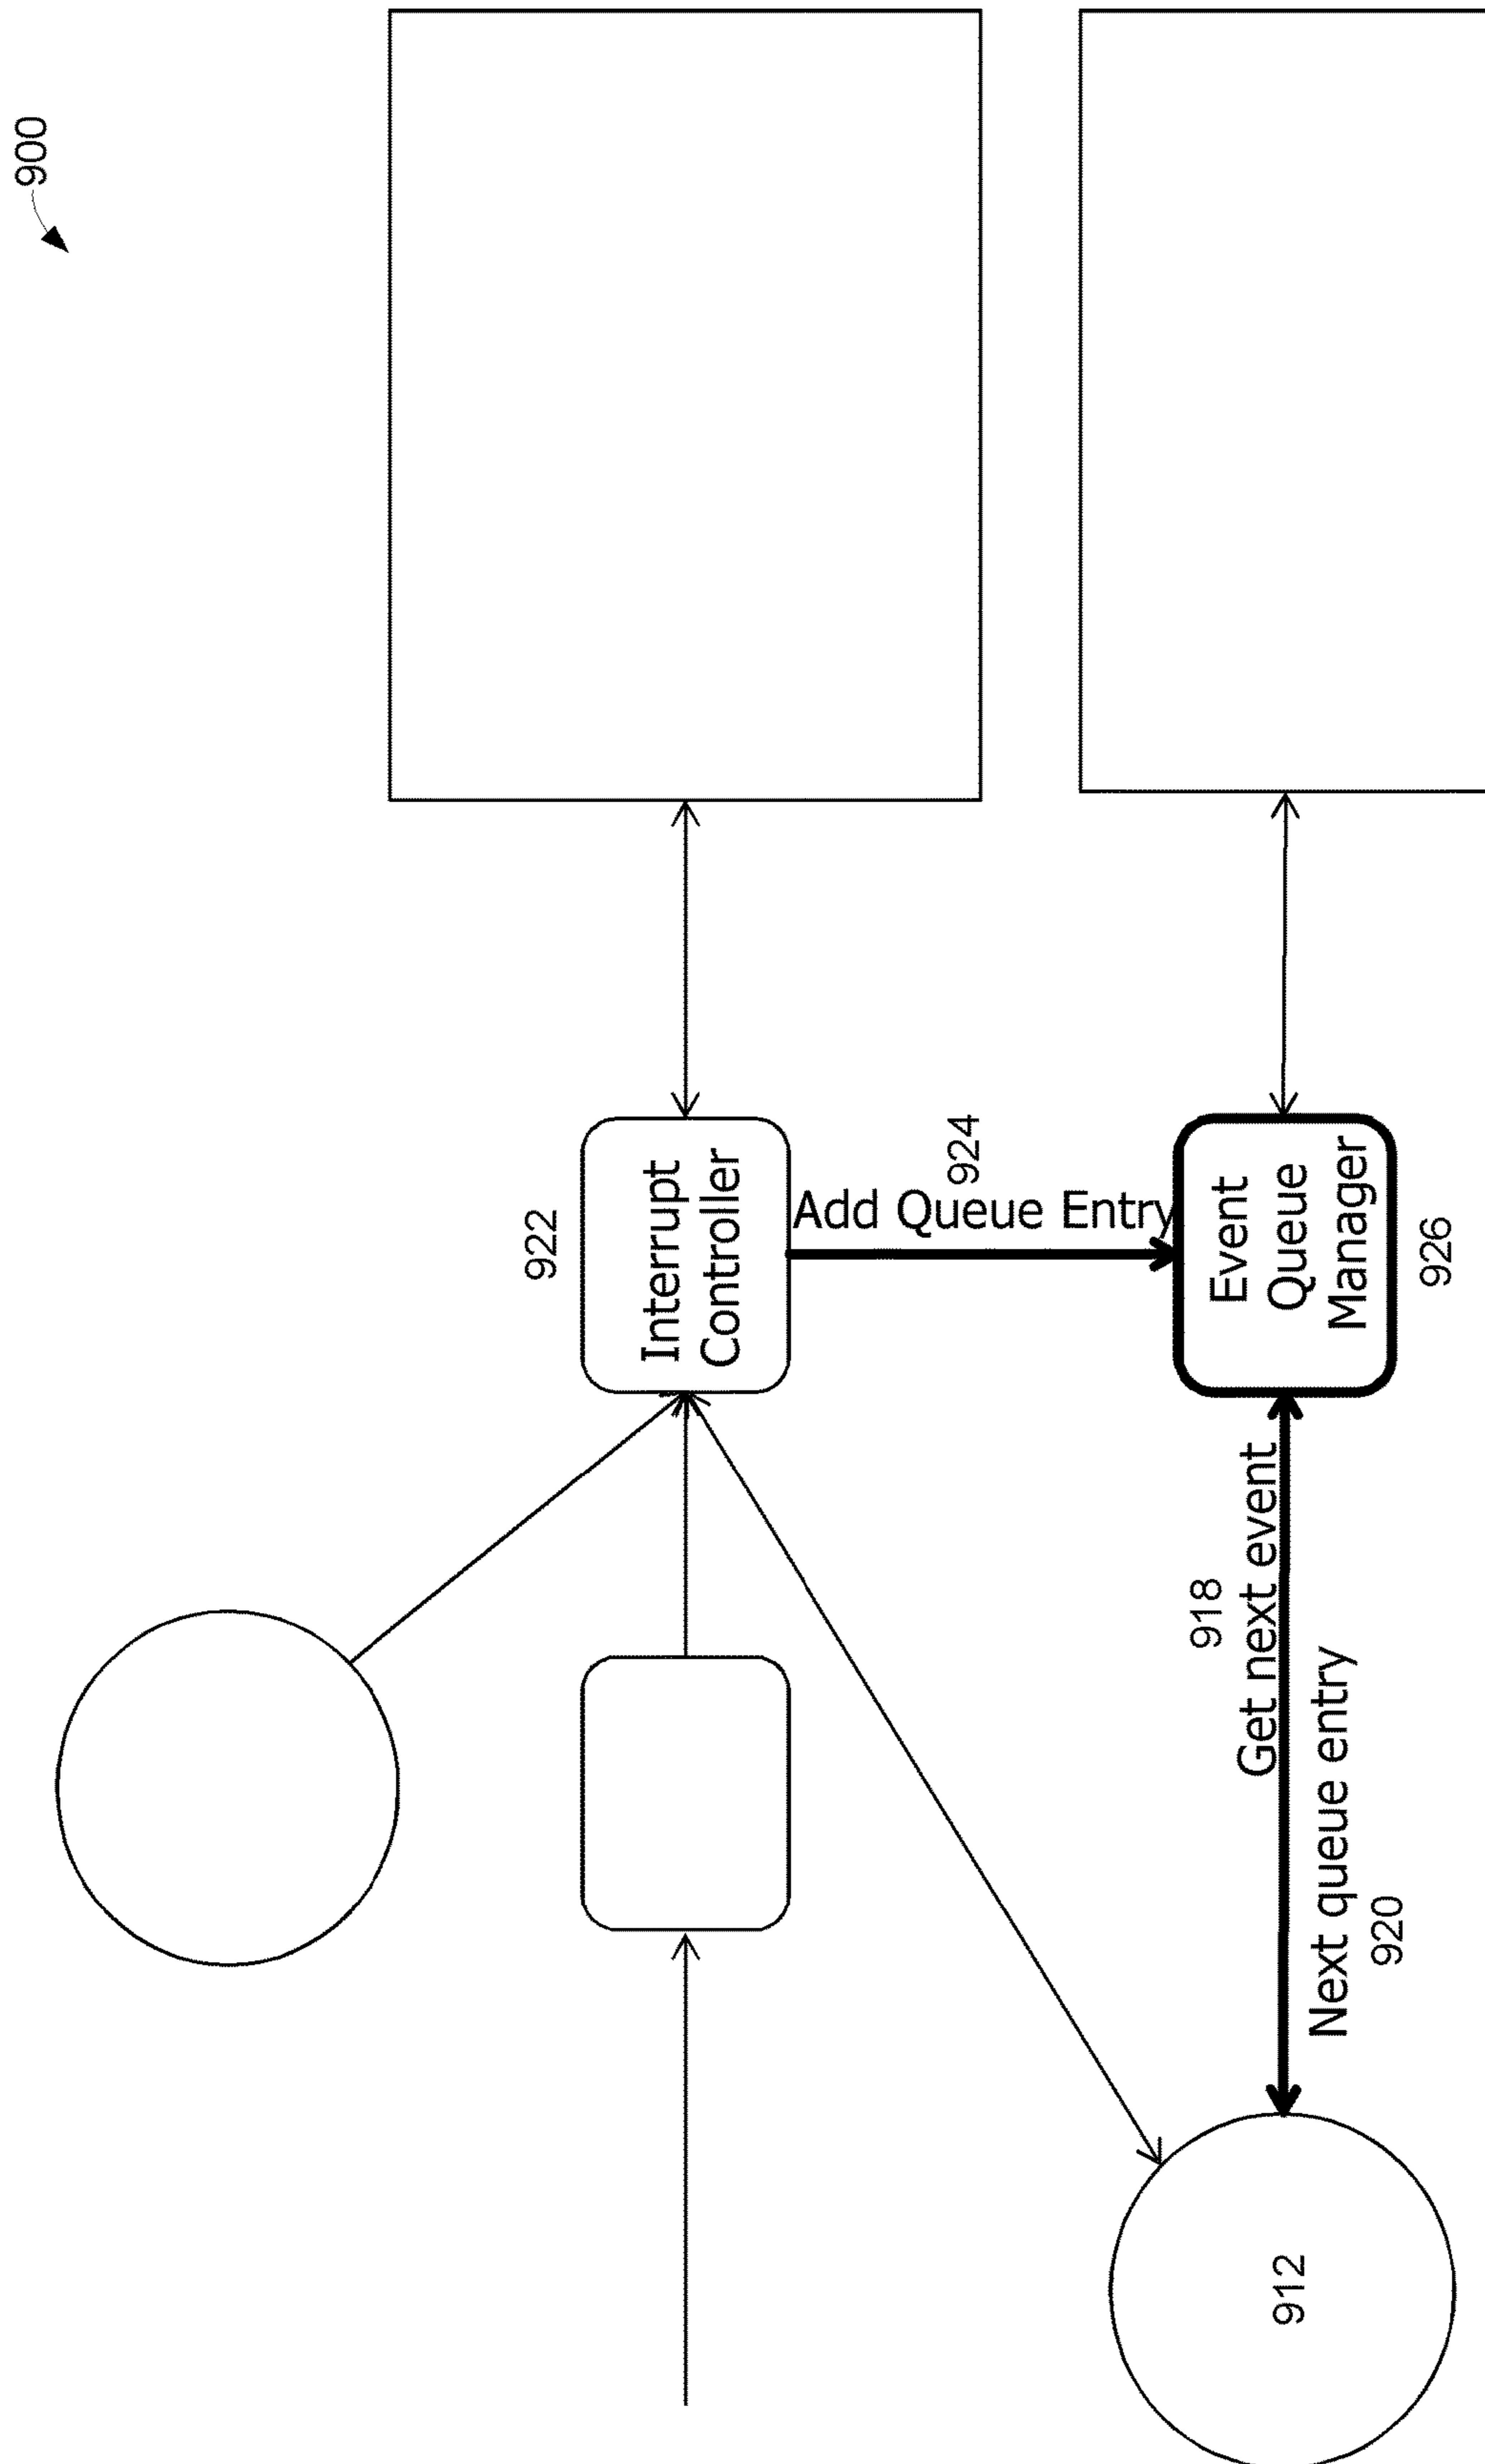 900
922
Interrupt
Controller
Add Queue Entry
924
918
Get next event
Event
Queue
Manager
926
Next queue entry
920
912